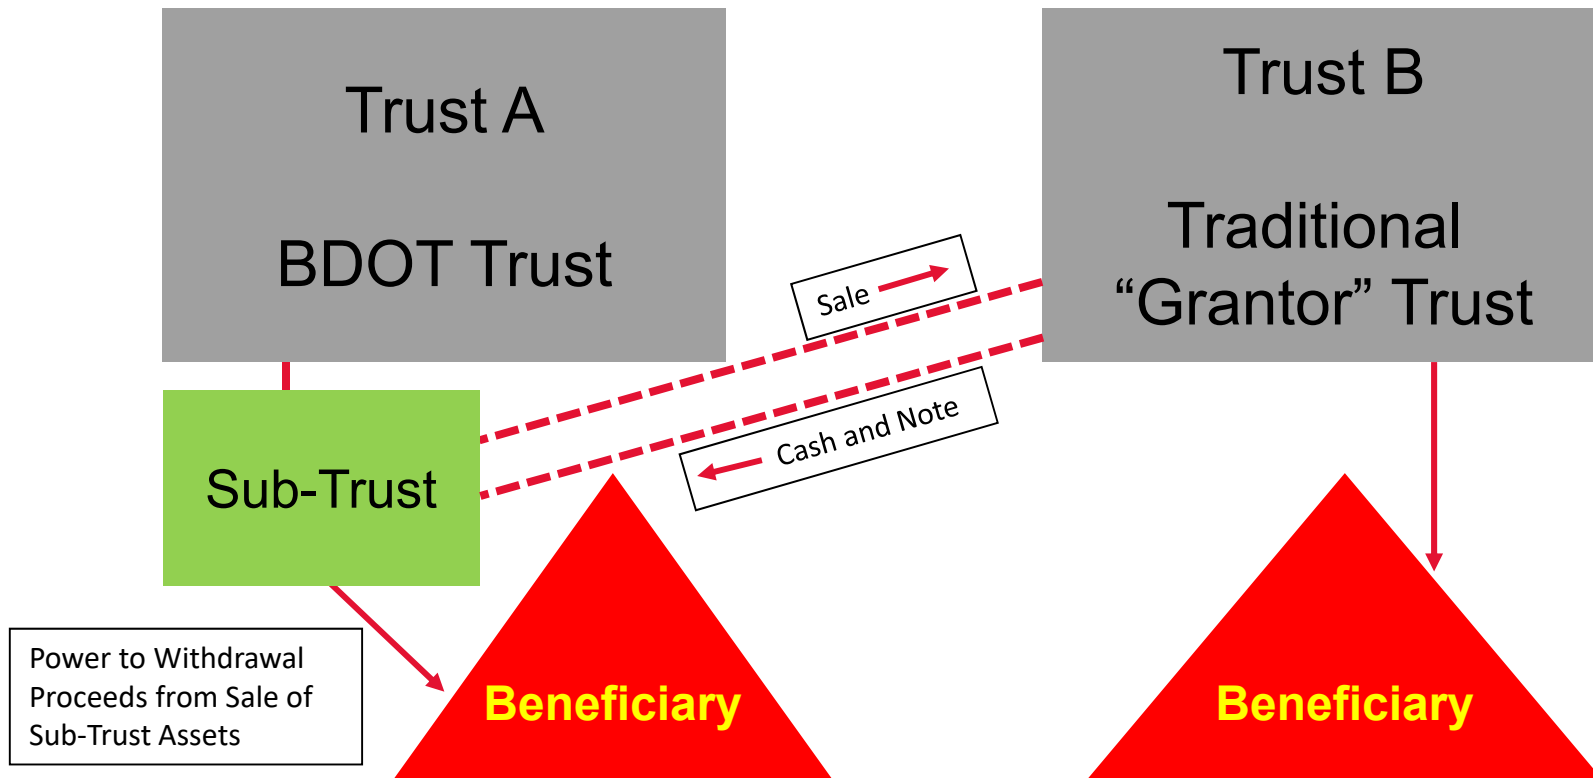 Trust A
BDOT Trust
Trust B
Traditional
“Grantor” Trust
Sale
Cash and Note
Sub-Trust
Power to Withdrawal
Proceeds from Sale of
Sub-Trust Assets
Beneficiary
Beneficiary